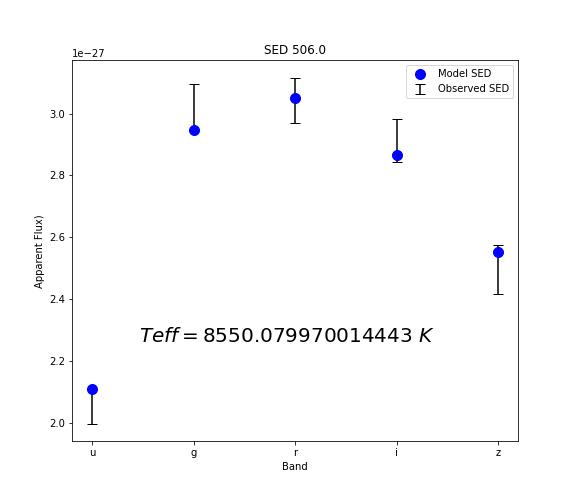 SED 506.0
1e−27
Model SED
Observed SED
3.0
2.8
2.6
2.4
2.2
2.0
Apparent Flux)
Teff = 8550.079970014443 K
u g r i z
Band